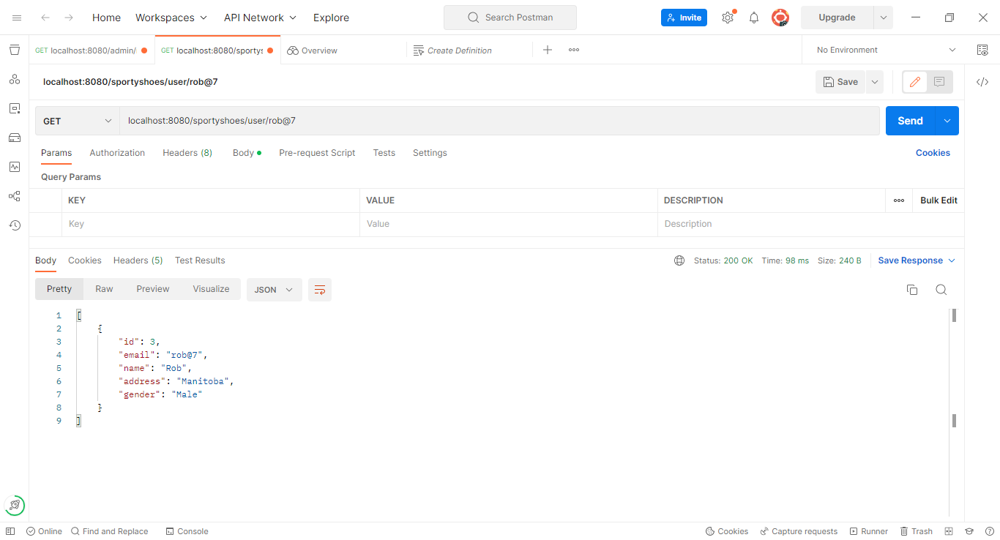 Home Workspaces API Network Explore Search Postman Invite Upgrade
GET localhost:8080/admin/ GET localhost:8080/sportys Overview Create Definition No Environment
localhost:8080/sportyshoes/user/rob@7 Save
GET localhost:8080/sportyshoes/user/rob@7 Send
Params Authorization Headers (8) Body Pre-request Script Tests Settings Cookies
Query Params
KEY VALUE DESCRIPTION Bulk Edit
Key Value Description
Body Cookies Headers (5) Test Results Status: 200 OK Time: 98 ms Size: 240 B Save Response
Pretty Raw Preview Visualize JSON
1 [
2 {
3 "id": 3,
4 "email": "rob@7",
5 "name": "Rob",
6 "address": "Manitoba",
7 "gender": "Male"
8 }
9 ]
Online Find and Replace Console Cookies Capture requests Runner Trash